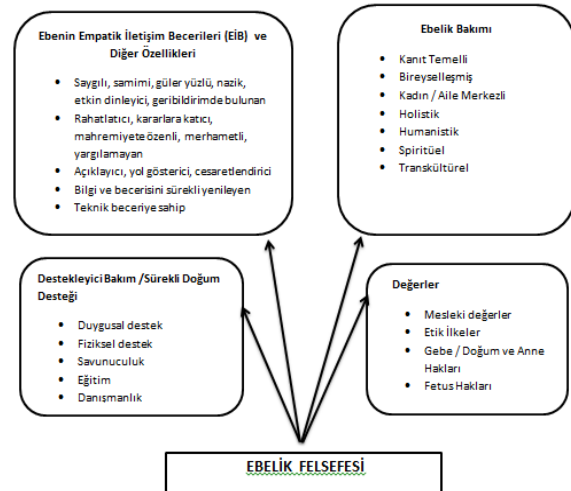 Ebenin Empatik İletişim Becerileri (EİB) ve
Diğer Özellikleri
• Saygılı, samimi, güler yüzlü, nazik,
etkin dinleyici, geribildirimde bulunan
• Rahatlatıcı, kararlara katıcı,
mahremiyete özenli, merhametli,
yargılamayan
• Açıklayıcı, yol gösterici, cesaretlendirici
• Bilgi ve becerisini sürekli yenileyen
• Teknik beceriye sahip
Ebelik Bakımı
• Kanıt Temelli
• Bireyselleşmiş
• Kadın / Aile Merkezli
• Holistik
• Humanistik
• Spiritüel
• Transkültürel
Destekleyici Bakım /Sürekli Doğum
Desteği
• Duygusal destek
• Fiziksel destek
• Savunuculuk
• Eğitim
• Danışmanlık
Değerler
• Mesleki değerler
• Etik İlkeler
• Gebe / Doğum ve Anne
Hakları
• Fetus Hakları
EBELİK FELSEFESİ